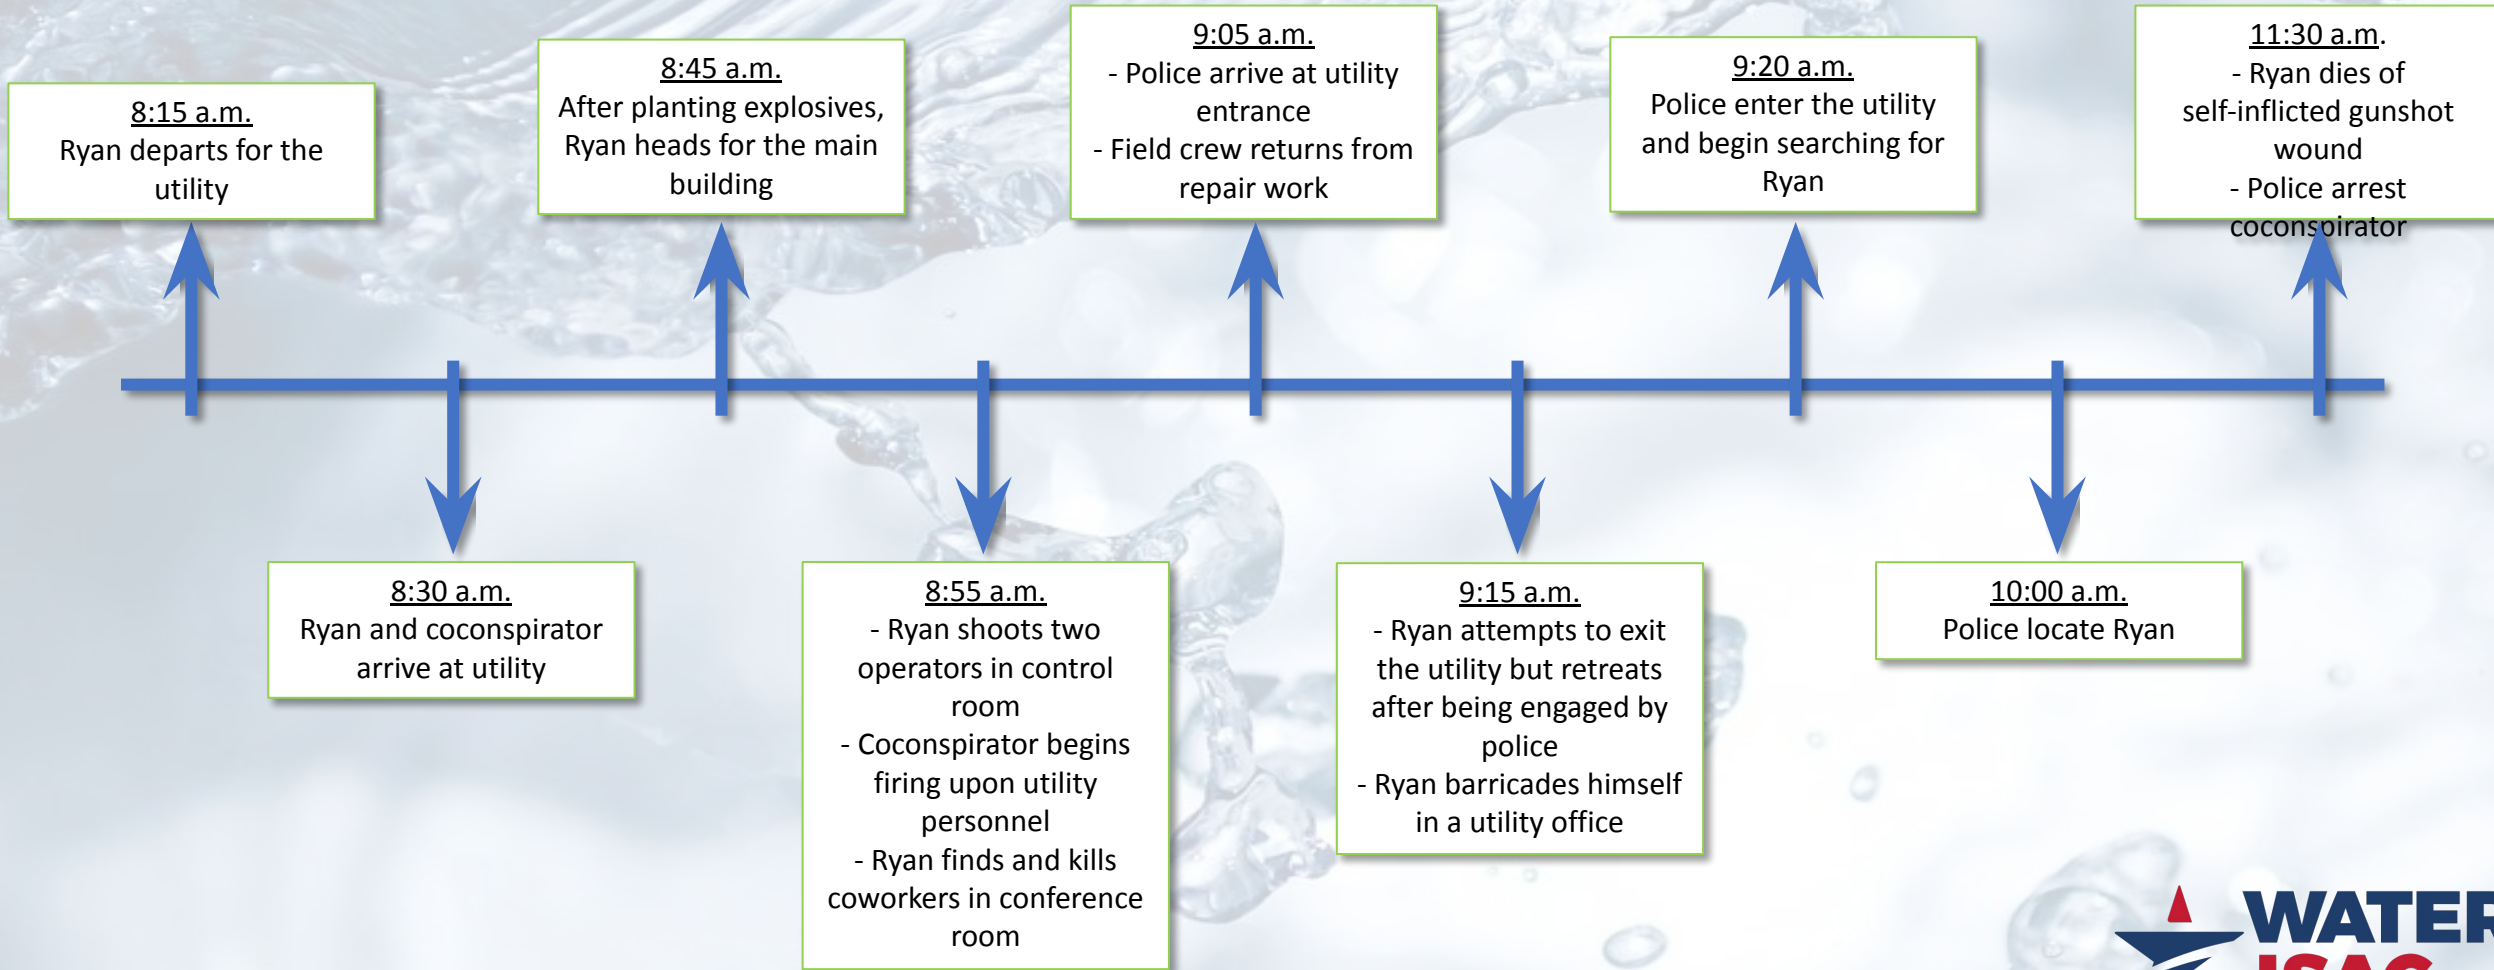 8:15 a.m.
Ryan departs for the
utility
8:30 a.m.
Ryan and coconspirator
arrive at utility
8:45 a.m.
After planting explosives,
Ryan heads for the main
building
8:55 a.m.
- Ryan shoots two
operators in control
room
- Coconspirator begins
firing upon utility
personnel
- Ryan finds and kills
coworkers in conference
room
9:05 a.m.
- Police arrive at utility
entrance
- Field crew returns from
repair work
9:15 a.m.
- Ryan attempts to exit
the utility but retreats
after being engaged by
police
- Ryan barricades himself
in a utility office
9:20 a.m.
Police enter the utility
and begin searching for
Ryan
10:00 a.m.
Police locate Ryan
11:30 a.m.
- Ryan dies of
self-inflicted gunshot
wound
- Police arrest
coconspirator
WATER
ISAC